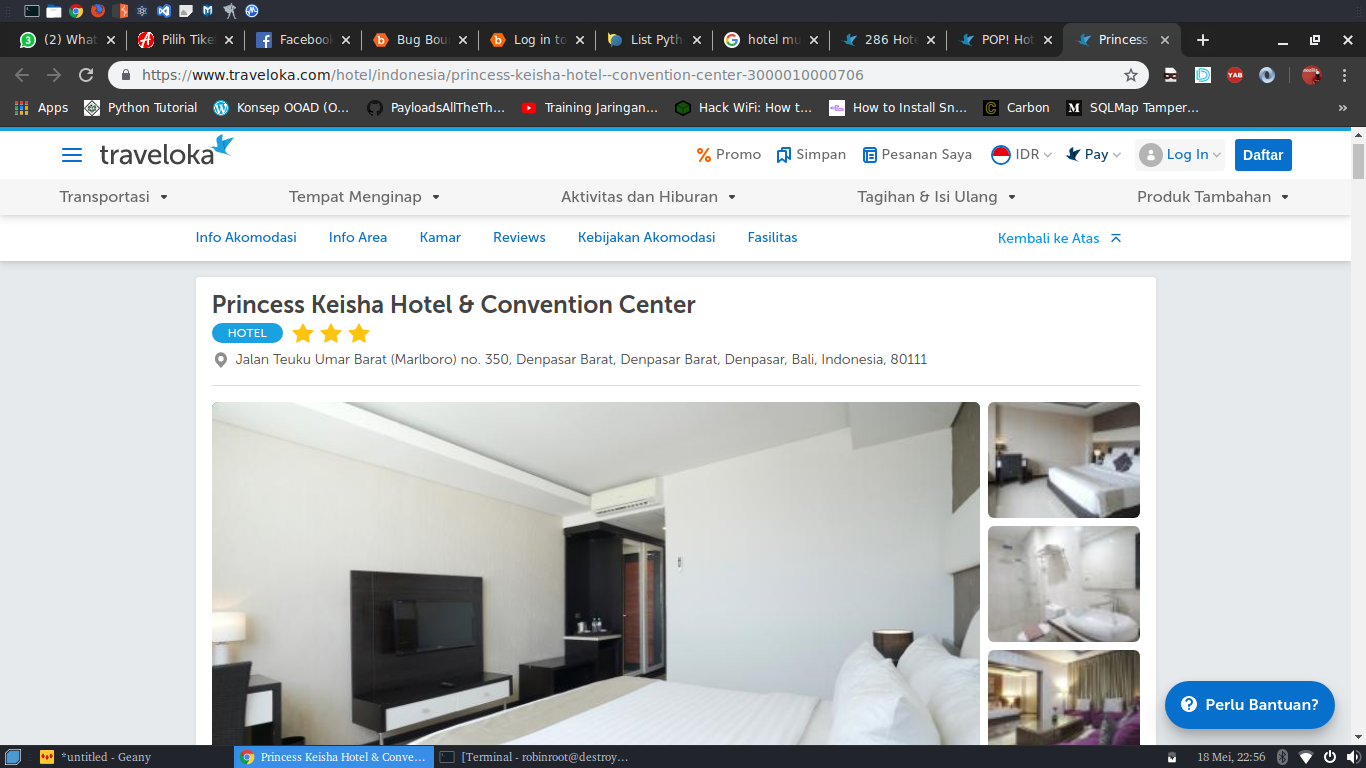 (2) What
Pilih Tike
Facebook
Bug Bou
Log in to
List Pyth
hotel mu
286 Hote
POP! Hot
Princess
https://www.traveloka.com/hotel/indonesia/princess-keisha-hotel--convention-center-3000010000706
YAB
Apps
Python Tutorial
Konsep OOAD (O...
PayloadsAllTheTh...
Training Jaringan...
Hack WiFi: How t...
How to Install Sn...
Carbon
SQLMap Tamper...
traveloka
Promo
Simpan
Pesanan Saya
IDR
Pay
Log In
Daftar
Transportasi
Tempat Menginap
Aktivitas dan Hiburan
Tagihan & Isi Ulang
Produk Tambahan
Info Akomodasi
Info Area
Kamar
Reviews
Kebijakan Akomodasi
Fasilitas
Kembali ke Atas
Princess Keisha Hotel & Convention Center
HOTEL
Jalan Teuku Umar Barat (Marlboro) no. 350, Denpasar Barat, Denpasar Barat, Denpasar, Bali, Indonesia, 80111
Perlu Bantuan?
*untitled - Geany
Princess Keisha Hotel & Conve...
[Terminal - robinroot@destroy...
18 Mei, 22:56